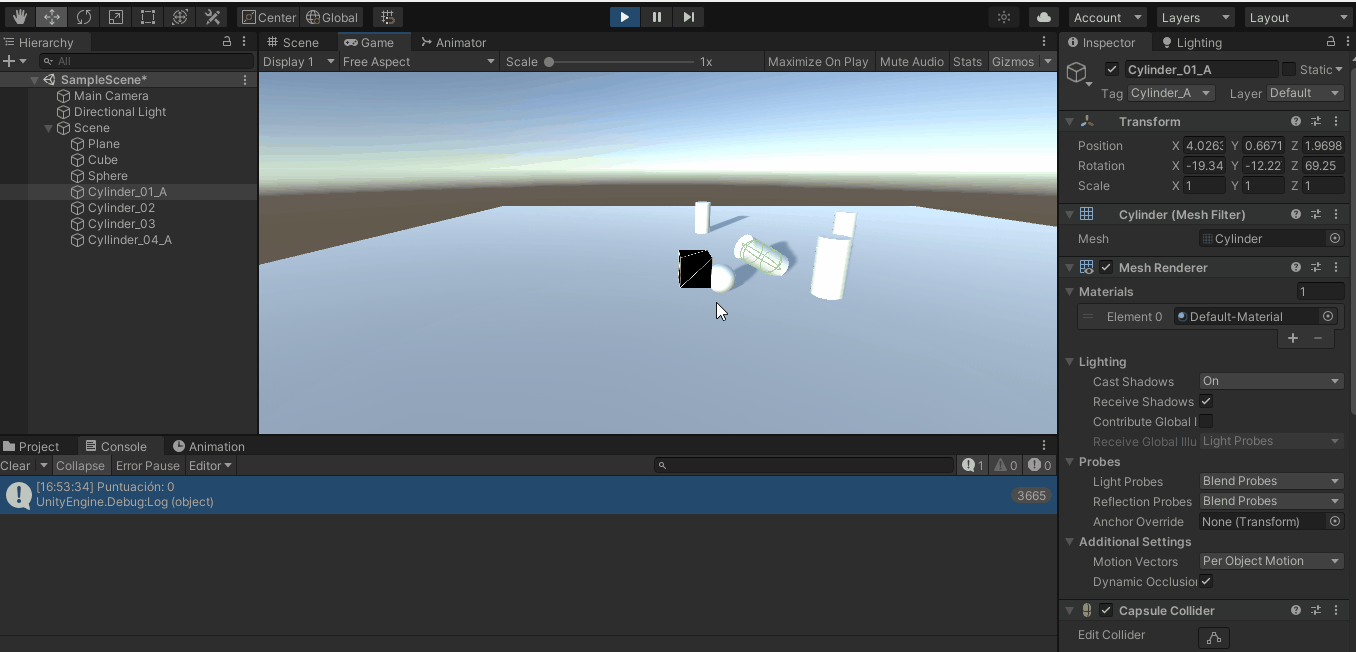 Center Global Account Layers Layout
Hierarchy Scene Game Animator Inspector Lighting
All Display 1 Free Aspect Scale 1x Maximize On Play Mute Audio Stats Gizmos
Cylinder_01_A Static
Tag Cylinder_A Layer Default
SampleScene*
Main Camera
Directional Light
Scene
Plane
Cube
Sphere
Cylinder_01_A
Cylinder_02
Cylinder_03
Cyllinder_04_A
Transform
Position X 4.0263 Y 0.6671 Z 1.9698
Rotation X -19.34 Y -12.22 Z 69.25
Scale X 1 Y 1 Z 1
Cylinder (Mesh Filter)
Mesh Cylinder
Mesh Renderer
Materials 1
Element 0 Default-Material
Lighting
Cast Shadows On
Receive Shadows
Contribute Global I
Receive Global Illu Light Probes
Probes
Light Probes Blend Probes
Reflection Probes Blend Probes
Anchor Override None (Transform)
Additional Settings
Motion Vectors Per Object Motion
Dynamic Occlusion
Capsule Collider
Edit Collider
Project Console Animation
Clear Collapse Error Pause Editor 1 0 0
[16:53:34] Puntuación: 0
UnityEngine.Debug:Log (object)
3665